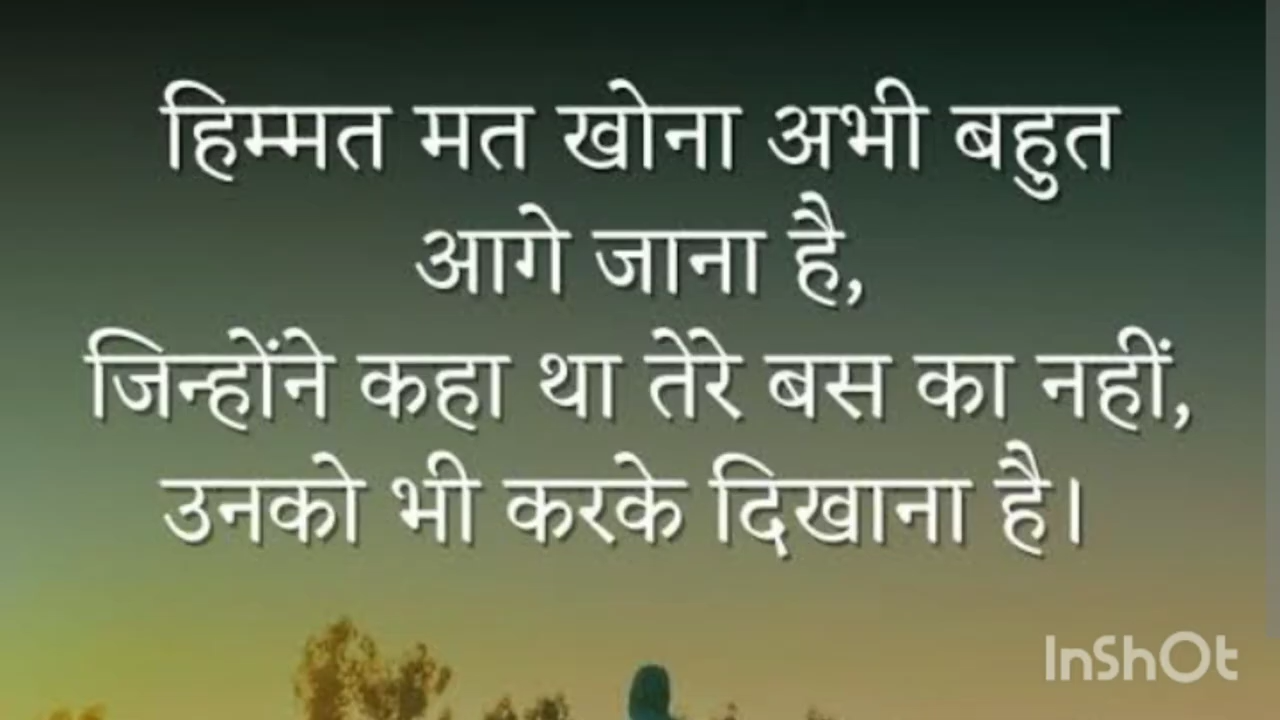 हिम्मत मत खोना अभी बहुत
आगे जाना है,
जिन्होंने कहा था तेरे बस का नहीं,
उनको भी करके दिखाना है।
InShOt